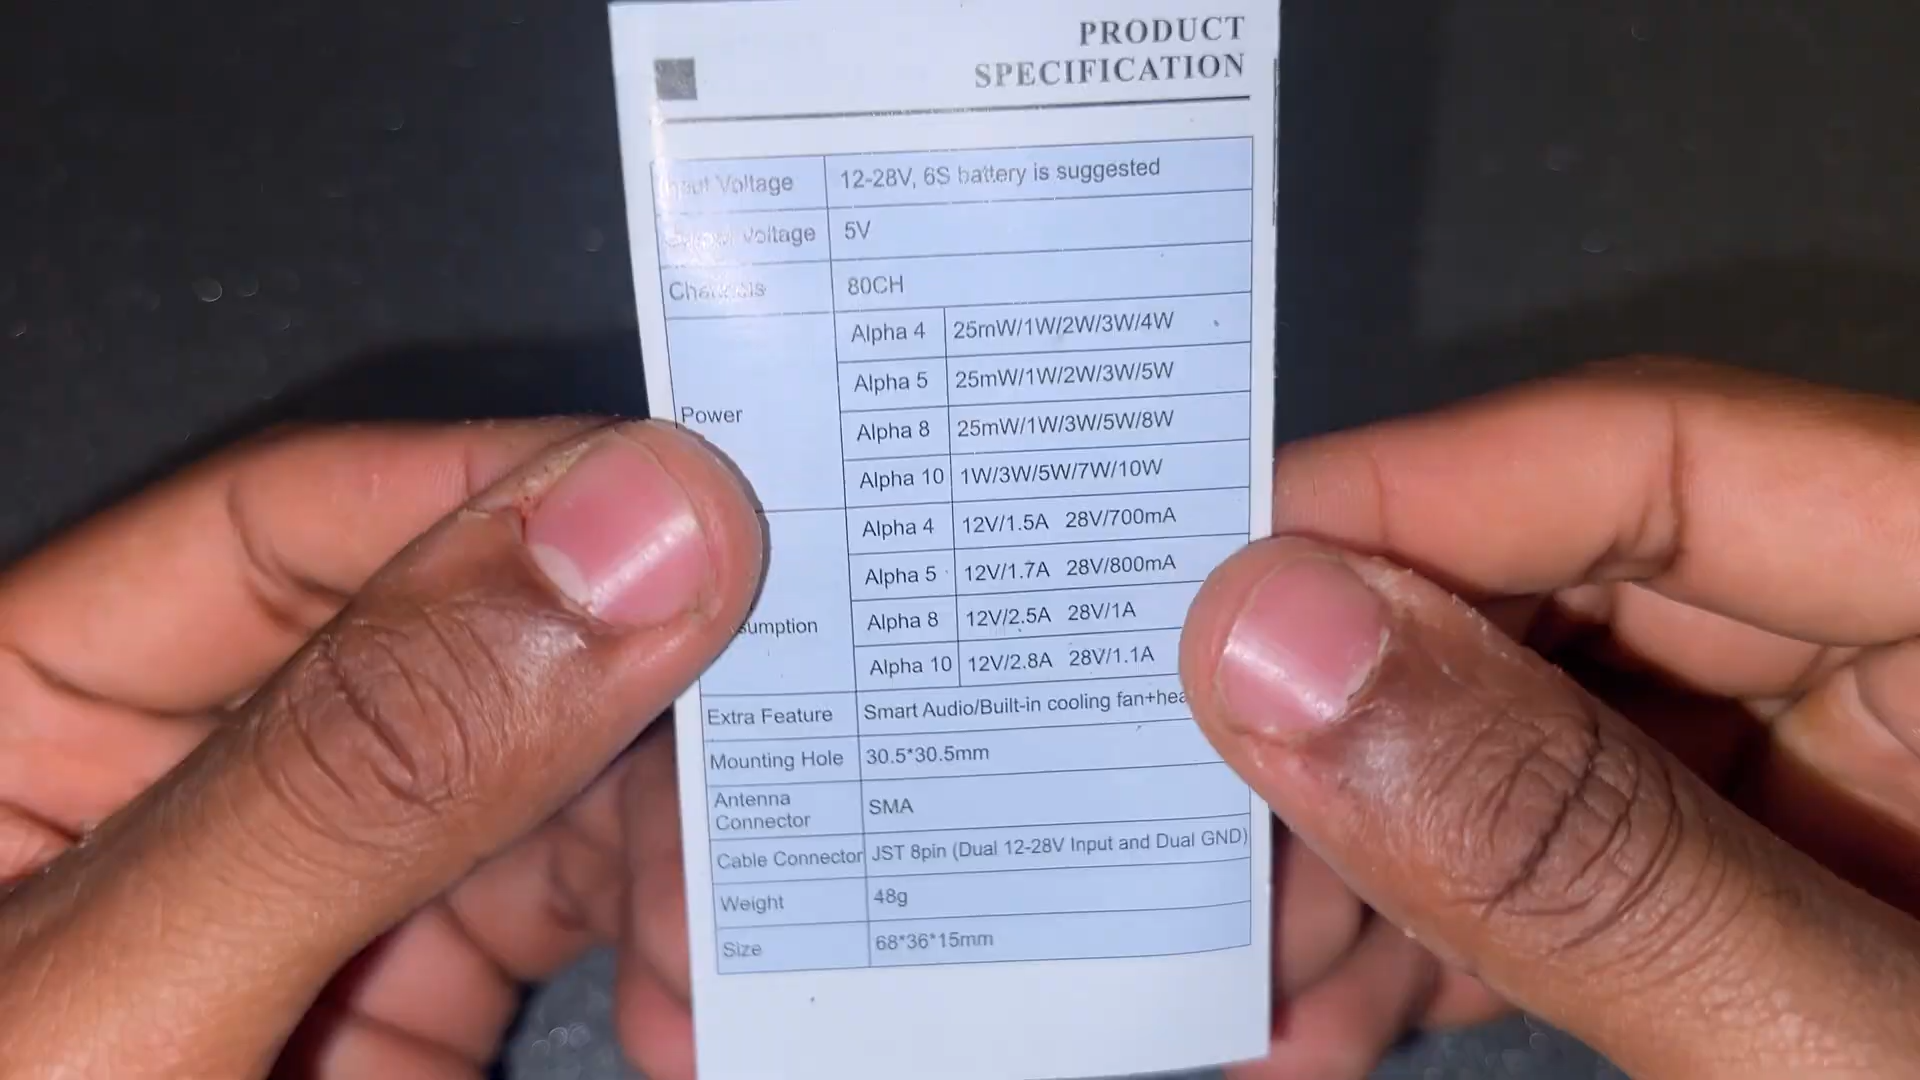 PRODUCT
SPECIFICATION
Input Voltage 12-28V, 6S battery is suggested
Output Voltage 5V
Channels 80CH
Power
Alpha 4 25mW/1W/2W/3W/4W
Alpha 5 25mW/1W/2W/3W/5W
Alpha 8 25mW/1W/3W/5W/8W
Alpha 10 1W/3W/5W/7W/10W
sumption
Alpha 4 12V/1.5A 28V/700mA
Alpha 5 12V/1.7A 28V/800mA
Alpha 8 12V/2.5A 28V/1A
Alpha 10 12V/2.8A 28V/1.1A
Extra Feature Smart Audio/Built-in cooling fan+hea
Mounting Hole 30.5*30.5mm
Antenna
Connector SMA
Cable Connector JST 8pin (Dual 12-28V Input and Dual GND)
Weight 48g
Size 68*36*15mm